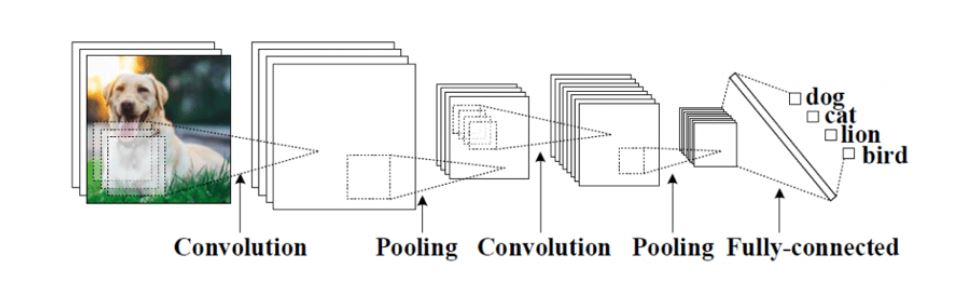 dog
cat
lion
bird
Convolution Pooling Convolution Pooling Fully-connected